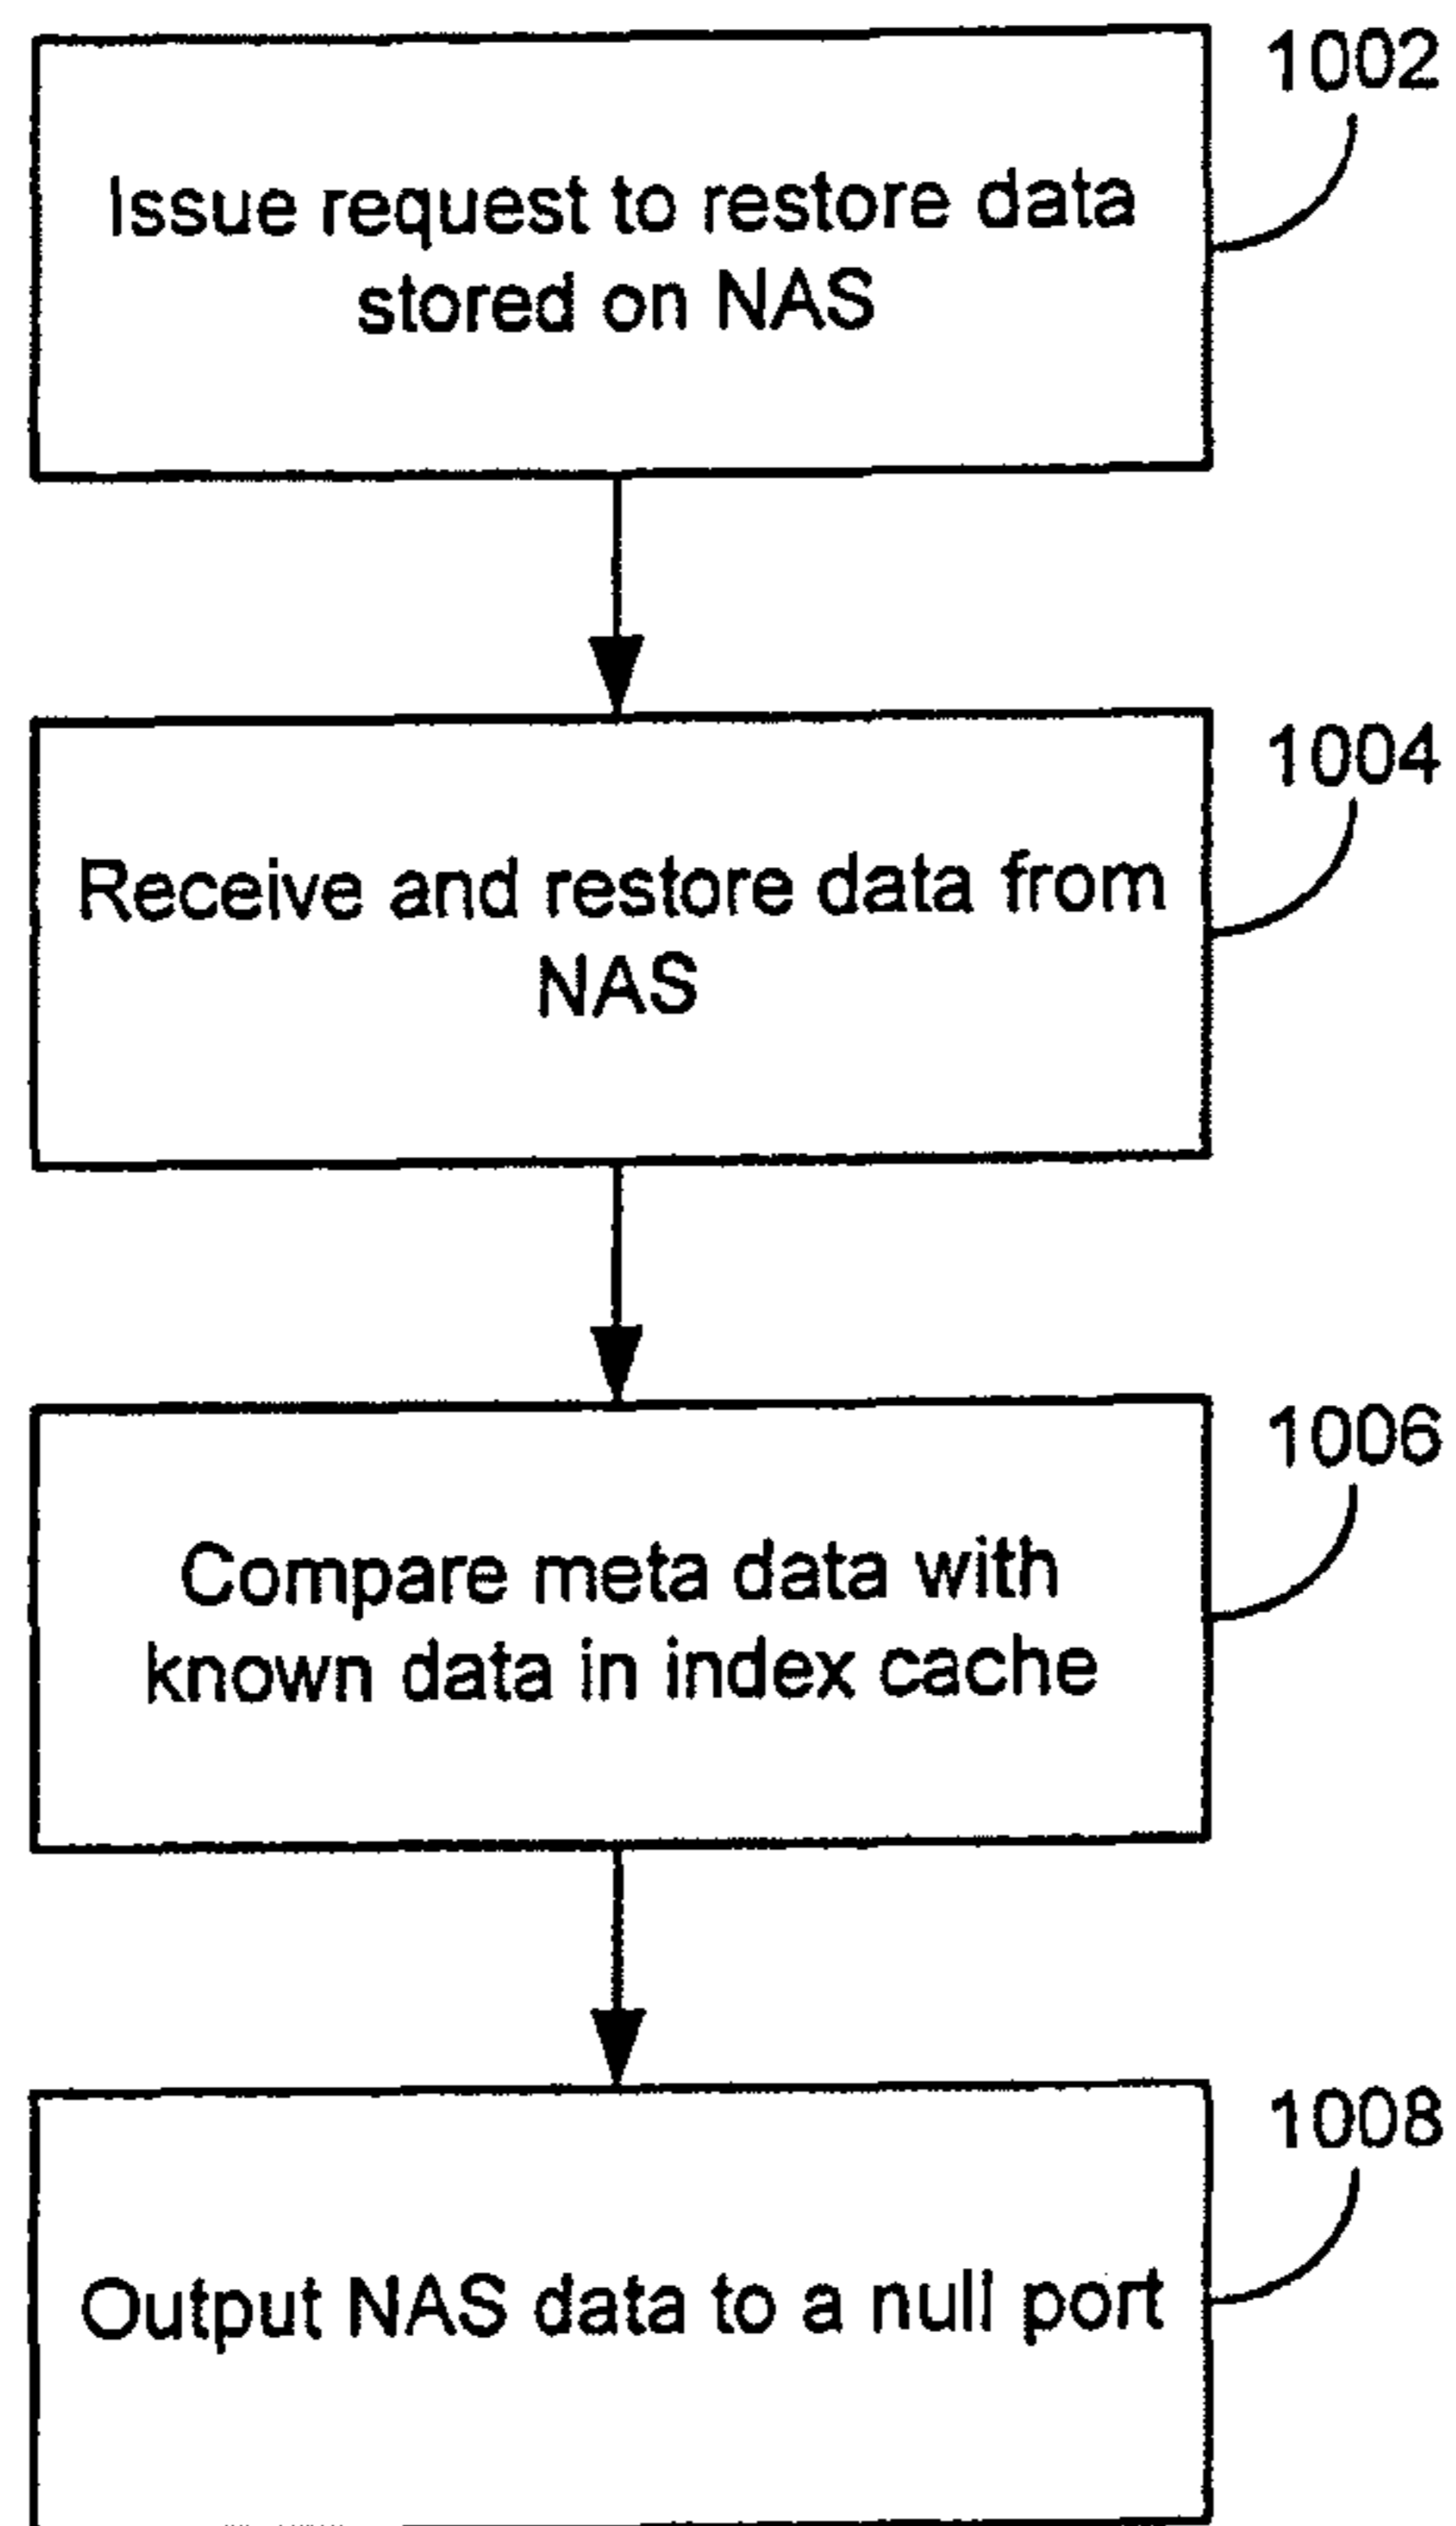 1002
Issue request to restore data
stored on NAS
1004
Receive and restore data from
NAS
1006
Compare meta data with
known data in index cache
1008
Output NAS data to a null port